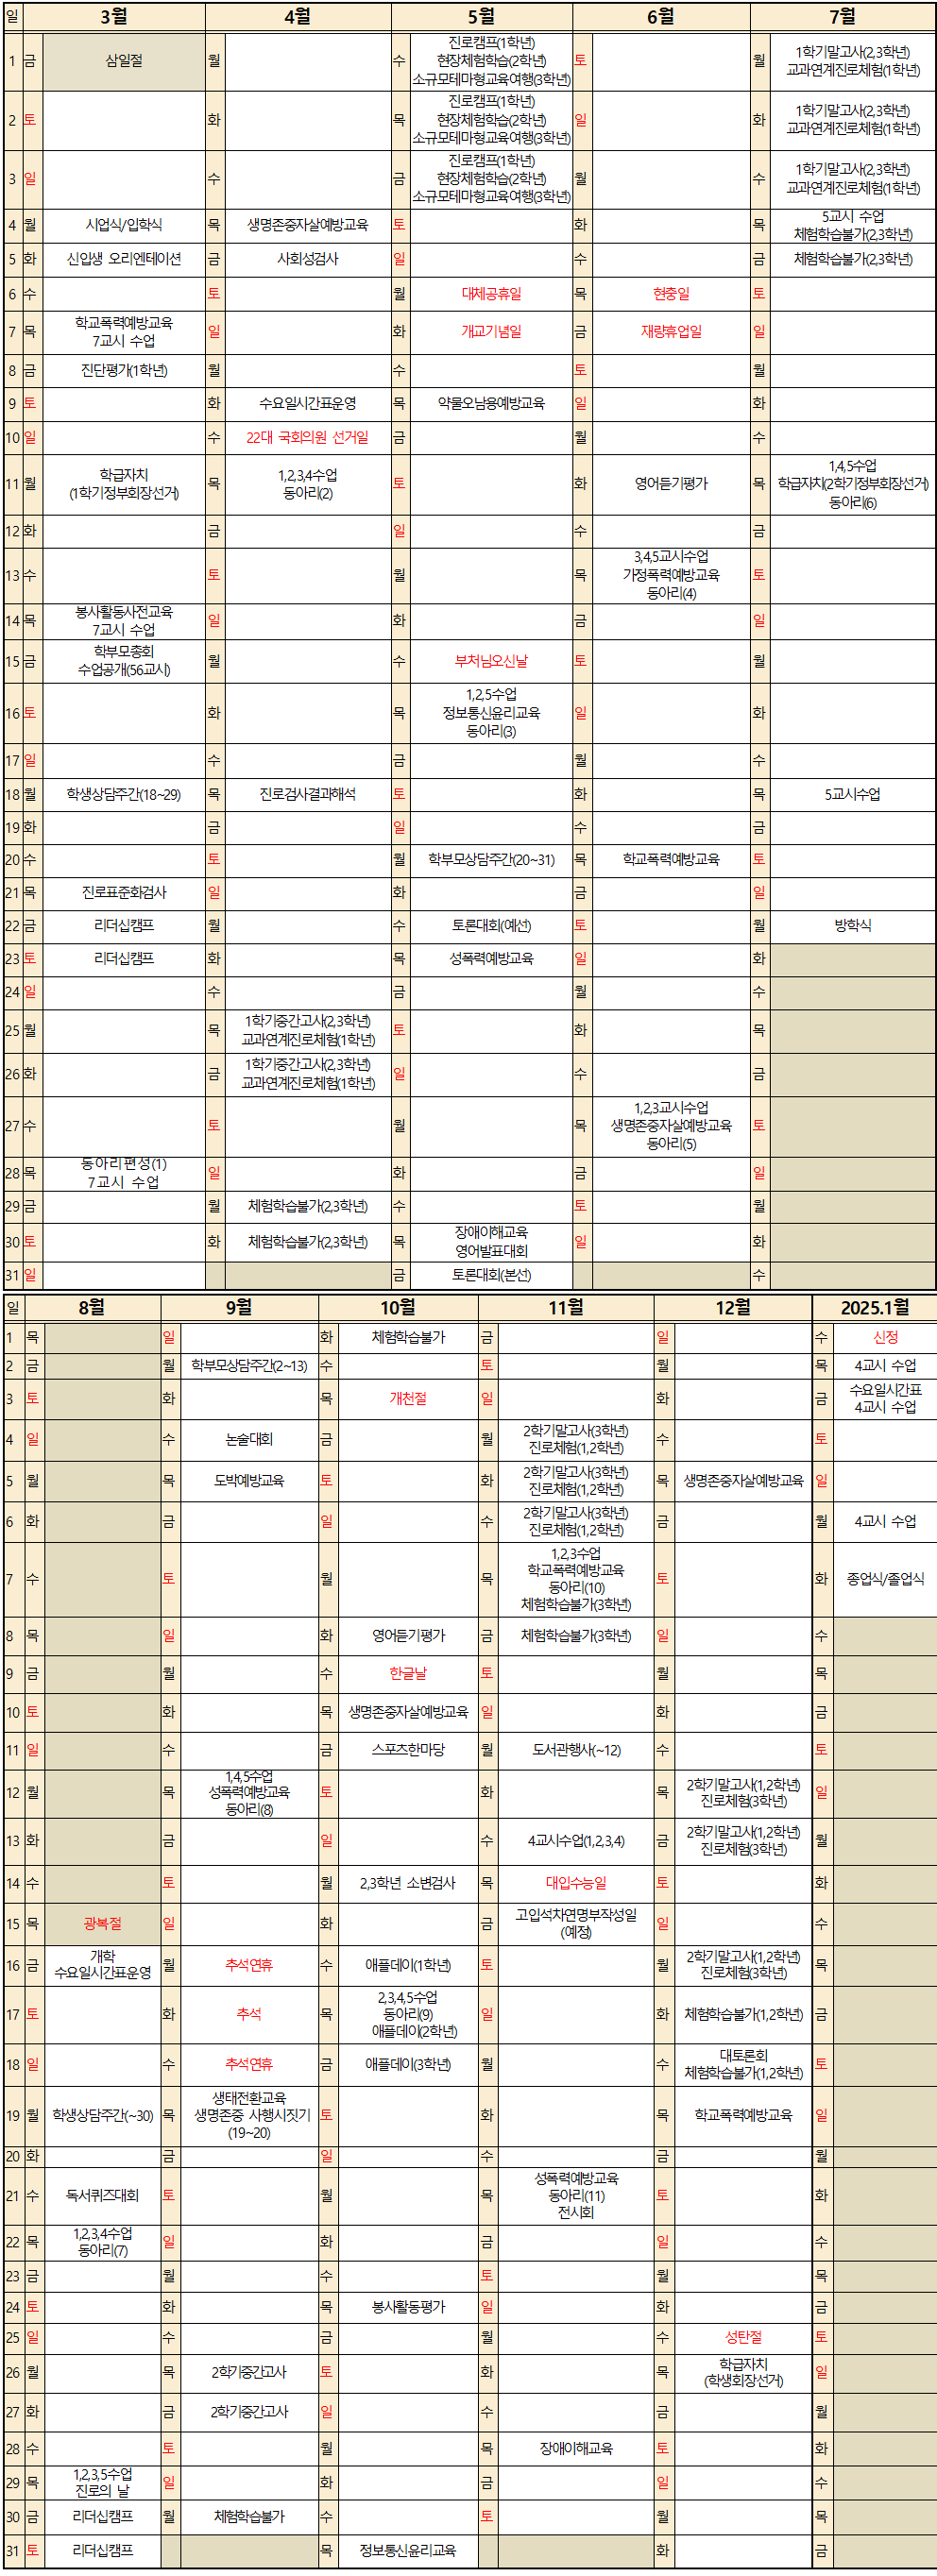 일 3월 4월 5월 6월 7월
1 금 삼일절 월 수 진로캠프(1학년) 토 월 1학기말고사(2,3학년)
현장체험학습(2학년) 교과연계진로체험(1학년)
소규모테마형교육여행(3학년)
2 토 화 목 진로캠프(1학년) 일 화 1학기말고사(2,3학년)
현장체험학습(2학년) 교과연계진로체험(1학년)
소규모테마형교육여행(3학년)
3 일 수 금 진로캠프(1학년) 월 수 1학기말고사(2,3학년)
현장체험학습(2학년) 교과연계진로체험(1학년)
소규모테마형교육여행(3학년)
4 월 시업식/입학식 목 생명존중자살예방교육 토 화 목 5교시 수업
체험학습불가(2,3학년)
5 화 신입생 오리엔테이션 금 사회성검사 일 수 금 체험학습불가(2,3학년)
6 수 토 월 대체공휴일 목 현충일 토
7 목 학교폭력예방교육 일 화 개교기념일 금 재량휴업일 일
7교시 수업
8 금 진단평가(1학년) 월 수 토 월
9 토 화 수요일시간표운영 목 약물오남용예방교육 일 화
10 일 수 22대 국회의원 선거일 금 월 수
11 월 학급자치 목 1,2,3,4수업 토 화 영어듣기평가 목 1,4,5수업
(1학기정부회장선거) 동아리(2) 학급자치(2학기정부회장선거)
동아리(6)
12 화 금 일 수 금
13 수 토 월 목 3,4,5교시수업 토
가정폭력예방교육
동아리(4)
14 목 봉사활동사전교육 일 화 금 일
7교시 수업
15 금 학부모총회 월 수 부처님오신날 토 월
수업공개(56교시)
16 토 화 목 1,2,5수업 일 화
정보통신윤리교육
동아리(3)
17 일 수 금 월 수
18 월 학생상담주간(18~29) 목 진로검사결과해석 토 화 목 5교시수업
19 화 금 일 수 금
20 수 토 월 학부모상담주간(20~31) 목 학교폭력예방교육 토
21 목 진로표준화검사 일 화 금 일
22 금 리더십캠프 월 수 토론대회(예선) 토 월 방학식
23 토 리더십캠프 화 목 성폭력예방교육 일 화
24 일 수 금 월 수
25 월 목 1학기중간고사(2,3학년) 토 화 목
교과연계진로체험(1학년)
26 화 금 1학기중간고사(2,3학년) 일 수 금
교과연계진로체험(1학년)
27 수 토 월 목 1,2,3교시수업 토
생명존중자살예방교육
동아리(5)
28 목 동아리편성(1) 일 화 금 일
7교시 수업
29 금 월 체험학습불가(2,3학년) 수 토 월
30 토 화 체험학습불가(2,3학년) 목 장애이해교육 일 화
영어발표대회
31 일 금 토론대회(본선) 수
일 8월 9월 10월 11월 12월 2025.1월
1 목 일 화 체험학습불가 금 일 수 신정
2 금 월 학부모상담주간(2~13) 수 토 월 목 4교시 수업
3 토 화 목 개천절 일 화 금 수요일시간표
4교시 수업
4 일 수 논술대회 금 월 2학기말고사(3학년) 수 토
진로체험(1,2학년)
5 월 목 도박예방교육 토 화 2학기말고사(3학년) 목 생명존중자살예방교육 일
진로체험(1,2학년)
6 화 금 일 수 2학기말고사(3학년) 금 월 4교시 수업
진로체험(1,2학년)
7 수 토 월 목 1,2,3수업 토 화 종업식/졸업식
학교폭력예방교육
동아리(10)
체험학습불가(3학년)
8 목 일 화 영어듣기평가 금 체험학습불가(3학년) 일 수
9 금 월 수 한글날 토 월 목
10 토 화 목 생명존중자살예방교육 일 화 금
11 일 수 금 스포츠한마당 월 도서관행사(~12) 수 토
12 월 목 1,4,5수업 토 화 목 2학기말고사(1,2학년) 일
성폭력예방교육 진로체험(3학년)
동아리(8)
13 화 금 일 수 4교시수업(1,2,3,4) 금 2학기말고사(1,2학년) 월
진로체험(3학년)
14 수 토 월 2,3학년 소변검사 목 대입수능일 토 화
15 목 광복절 일 화 금 고입석차연명부작성일 일 수
(예정)
16 금 개학 월 추석연휴 수 애플데이(1학년) 토 월 2학기말고사(1,2학년) 목
수요일시간표운영 진로체험(3학년)
17 토 화 추석 목 2,3,4,5수업 일 화 체험학습불가(1,2학년) 금
동아리(9)
애플데이(2학년)
18 일 수 추석연휴 금 애플데이(3학년) 월 수 대토론회 토
체험학습불가(1,2학년)
19 월 학생상담주간(~30) 목 생태전환교육 토 화 목 학교폭력예방교육 일
생명존중 사행시짓기
(19~20)
20 화 금 일 수 금 월
21 수 독서퀴즈대회 토 월 목 성폭력예방교육 토 화
동아리(11)
전시회
22 목 1,2,3,4수업 일 화 금 일 수
동아리(7)
23 금 월 수 토 월 목
24 토 화 목 봉사활동평가 일 화 금
25 일 수 금 월 수 성탄절 토
26 월 목 2학기중간고사 토 화 목 학급자치 일
(학생회장선거)
27 화 금 2학기중간고사 일 수 금 월
28 수 토 월 목 장애이해교육 토 화
29 목 1,2,3,5수업 일 화 금 일 수
진로의 날
30 금 리더십캠프 월 체험학습불가 수 토 월 목
31 토 리더십캠프 목 정보통신윤리교육 화 금